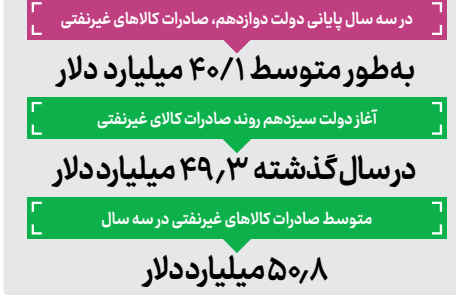 در سه سال پایانی دولت دوازدهم، صادرات کالاهای غیرنفتی
به‌طور متوسط ۴۰/۱ میلیارد دلار
آغاز دولت سیزدهم روند صادرات کالای غیرنفتی
در سال گذشته ۴۹٫۳ میلیارد دلار
متوسط صادرات کالاهای غیرنفتی در سه سال
۵۰٫۸ میلیارد دلار